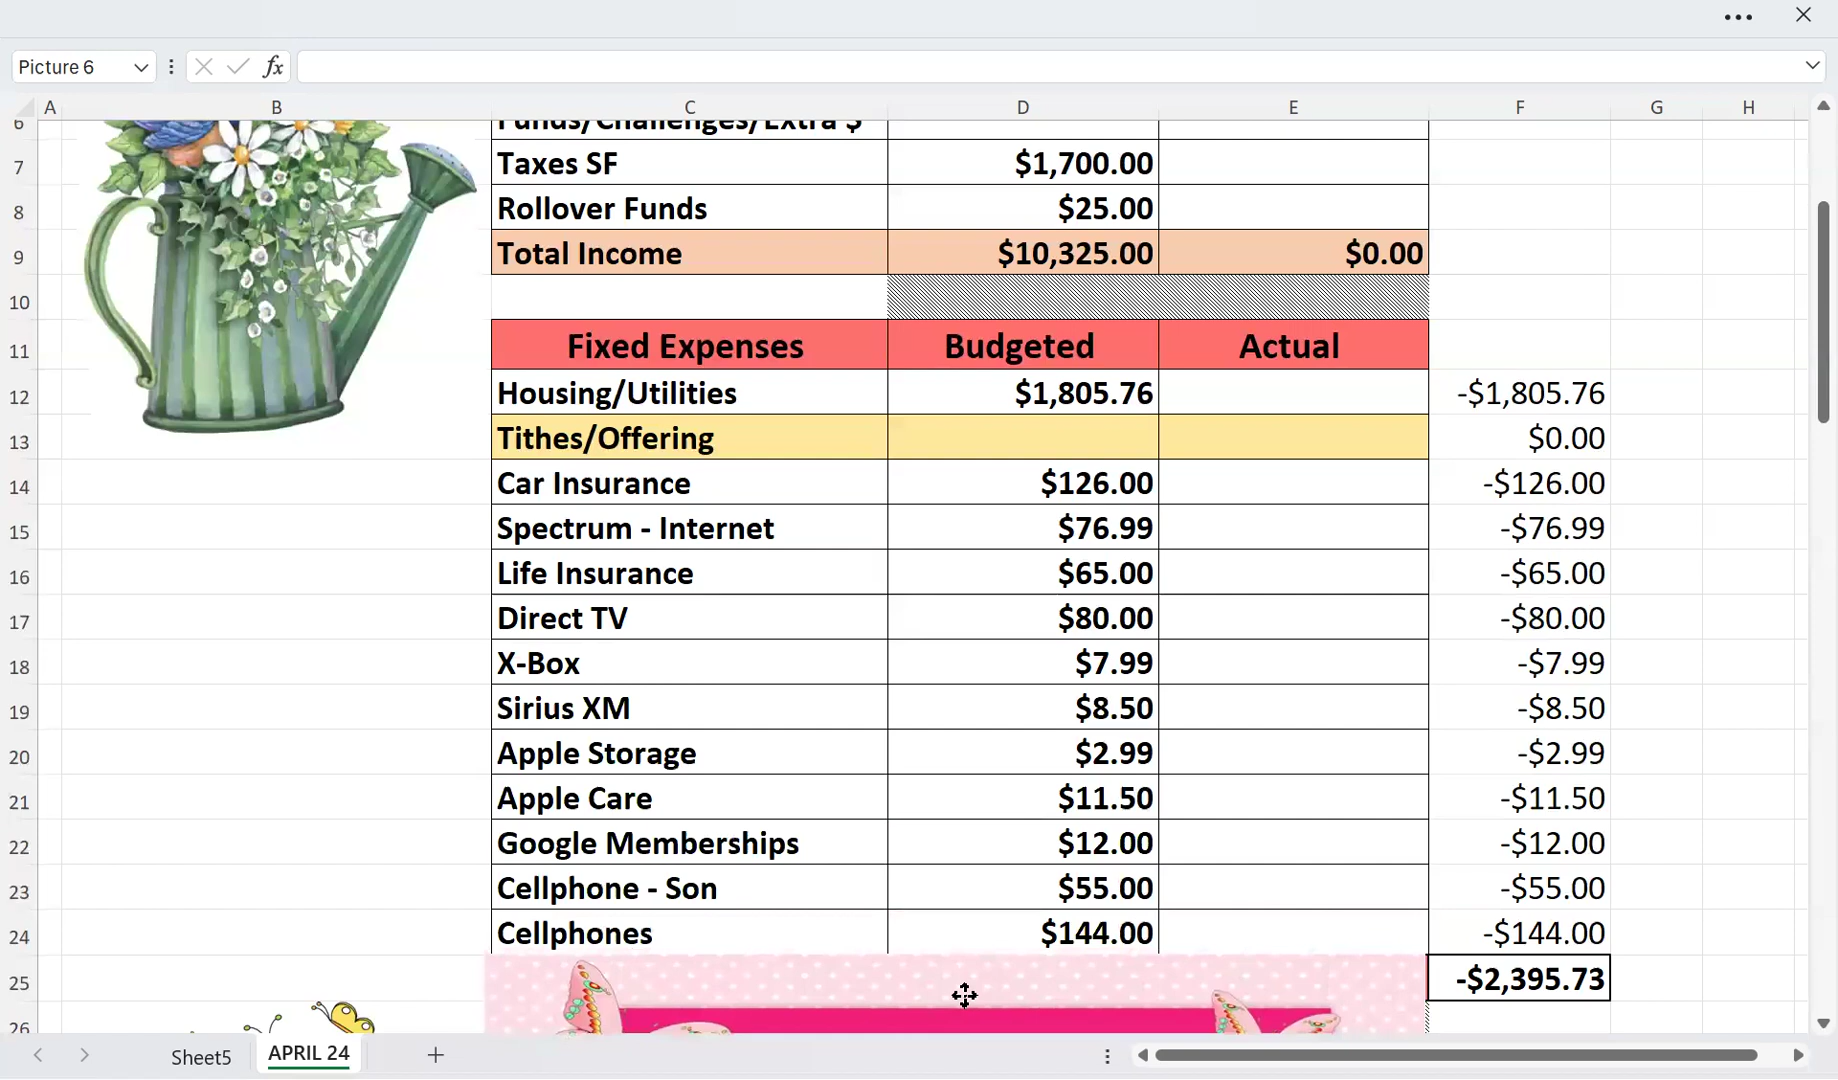 Picture 6 fx
A B C D E F G H
6 Funds/Challenges/Extra $
7 Taxes SF $1,700.00
8 Rollover Funds $25.00
9 Total Income $10,325.00 $0.00
10
11 Fixed Expenses Budgeted Actual
12 Housing/Utilities $1,805.76 -$1,805.76
13 Tithes/Offering $0.00
14 Car Insurance $126.00 -$126.00
15 Spectrum - Internet $76.99 -$76.99
16 Life Insurance $65.00 -$65.00
17 Direct TV $80.00 -$80.00
18 X-Box $7.99 -$7.99
19 Sirius XM $8.50 -$8.50
20 Apple Storage $2.99 -$2.99
21 Apple Care $11.50 -$11.50
22 Google Memberships $12.00 -$12.00
23 Cellphone - Son $55.00 -$55.00
24 Cellphones $144.00 -$144.00
25 -$2,395.73
26
Sheet5 APRIL 24